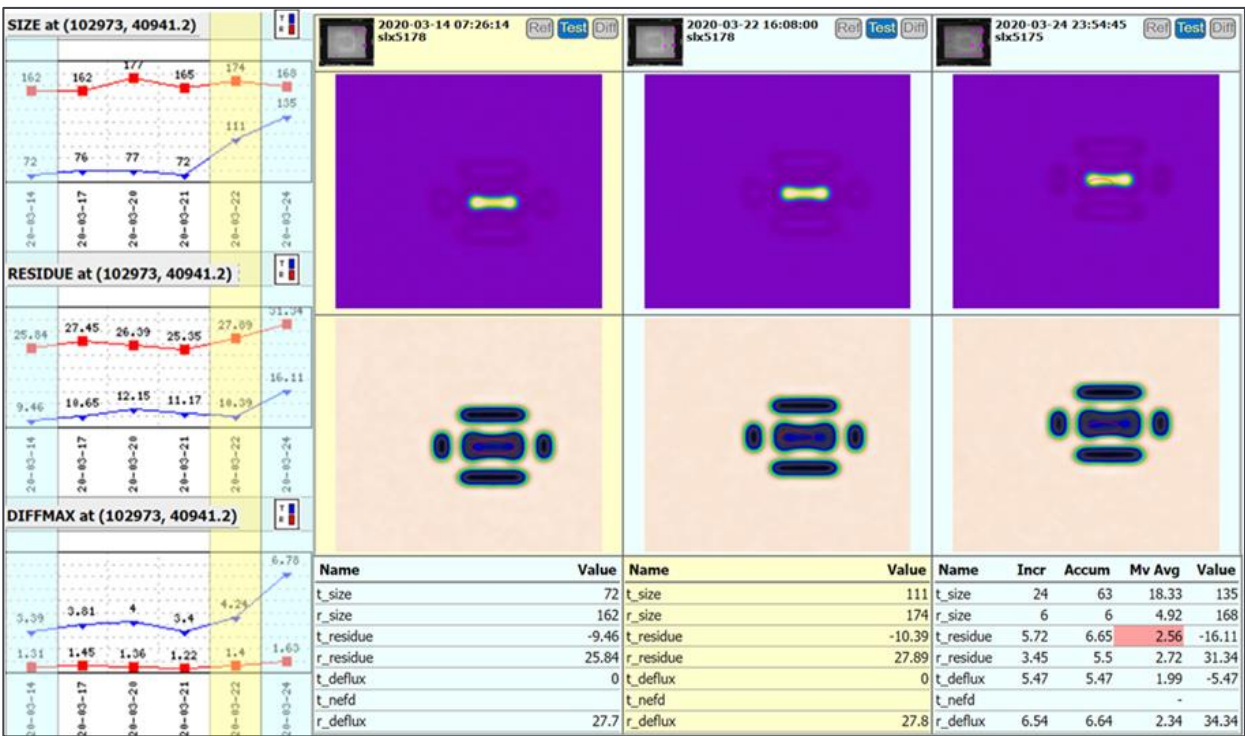 SIZE at (102973, 40941.2)
T
R
162 162 177 165 174 168
135
111
72 76 77 72
20-03-14 20-03-17 20-03-20 20-03-21 20-03-22 20-03-24
RESIDUE at (102973, 40941.2)
T
R
25.84 27.45 26.39 25.35 27.89 31.34
9.46 10.65 12.15 11.17 10.39 16.11
20-03-14 20-03-17 20-03-20 20-03-21 20-03-22 20-03-24
DIFFMAX at (102973, 40941.2)
T
R
3.39 3.81 4 3.4 4.24 6.78
1.31 1.45 1.36 1.22 1.4 1.63
20-03-14 20-03-17 20-03-20 20-03-21 20-03-22 20-03-24
2020-03-14 07:26:14
slx5178
Ref Test Diff
2020-03-22 16:08:00
slx5178
Ref Test Diff
2020-03-24 23:54:45
slx5175
Ref Test Diff
Name Value
t_size 72
r_size 162
t_residue -9.46
r_residue 25.84
t_deflux 0
t_nefd
r_deflux 27.7
Name Value
t_size 111
r_size 174
t_residue -10.39
r_residue 27.89
t_deflux 0
t_nefd
r_deflux 27.8
Name Incr Accum Mv Avg Value
t_size 24 63 18.33 135
r_size 6 6 4.92 168
t_residue 5.72 6.65 2.56 -16.11
r_residue 3.45 5.5 2.72 31.34
t_deflux 5.47 5.47 1.99 -5.47
t_nefd -
r_deflux 6.54 6.64 2.34 34.34